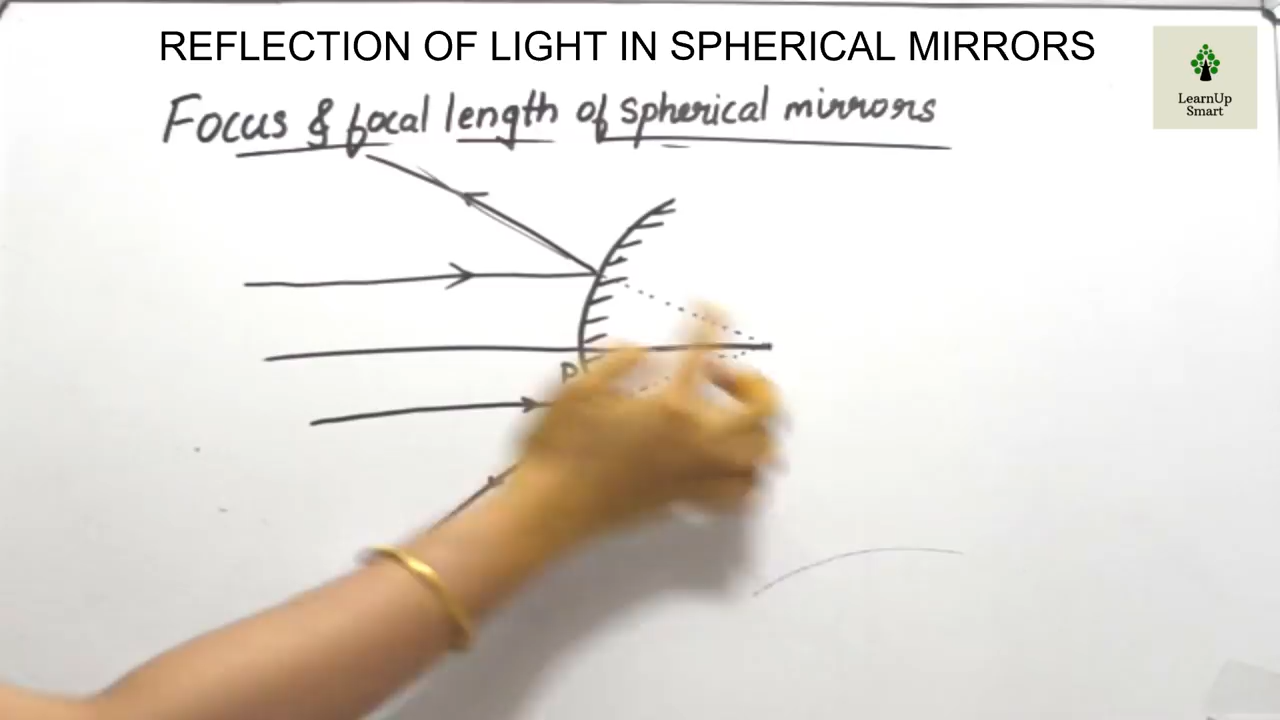 REFLECTION OF LIGHT IN SPHERICAL MIRRORS
LearnUp
Smart
Focus & focal length of spherical mirrors
P